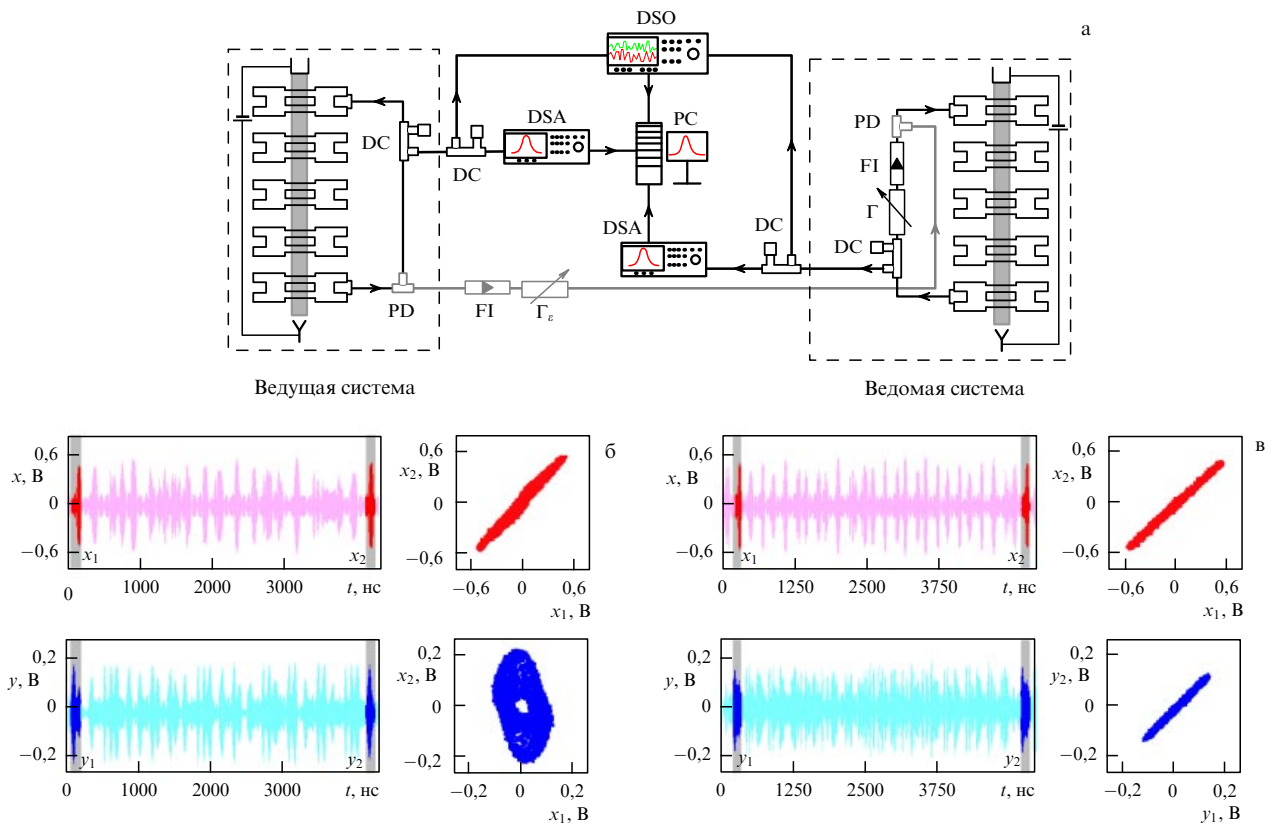 DSO
а
DSA
PC
DC
DC
PD
FI
Γ
DSA
DC
DC
PD
FI
Γε
Ведущая система
Ведомая система
б
x, В
0,6
0
−0,6
x1
x2
0
1000
2000
3000
t, нс
x2, В
0,6
0
−0,6
−0,6
0
0,6
x1, В
в
x, В
0,6
0
−0,6
x1
x2
0
1250
2500
3750
t, нс
x2, В
0,6
0
−0,6
−0,6
0
0,6
x1, В
y, В
0,2
0
−0,2
y1
y2
0
1000
2000
3000
t, нс
x2, В
0,2
0
−0,2
−0,2
0
0,2
x1, В
y, В
0,2
0
−0,2
y1
y2
0
1250
2500
3750
t, нс
y2, В
0,2
0
−0,2
−0,2
0
0,2
y1, В